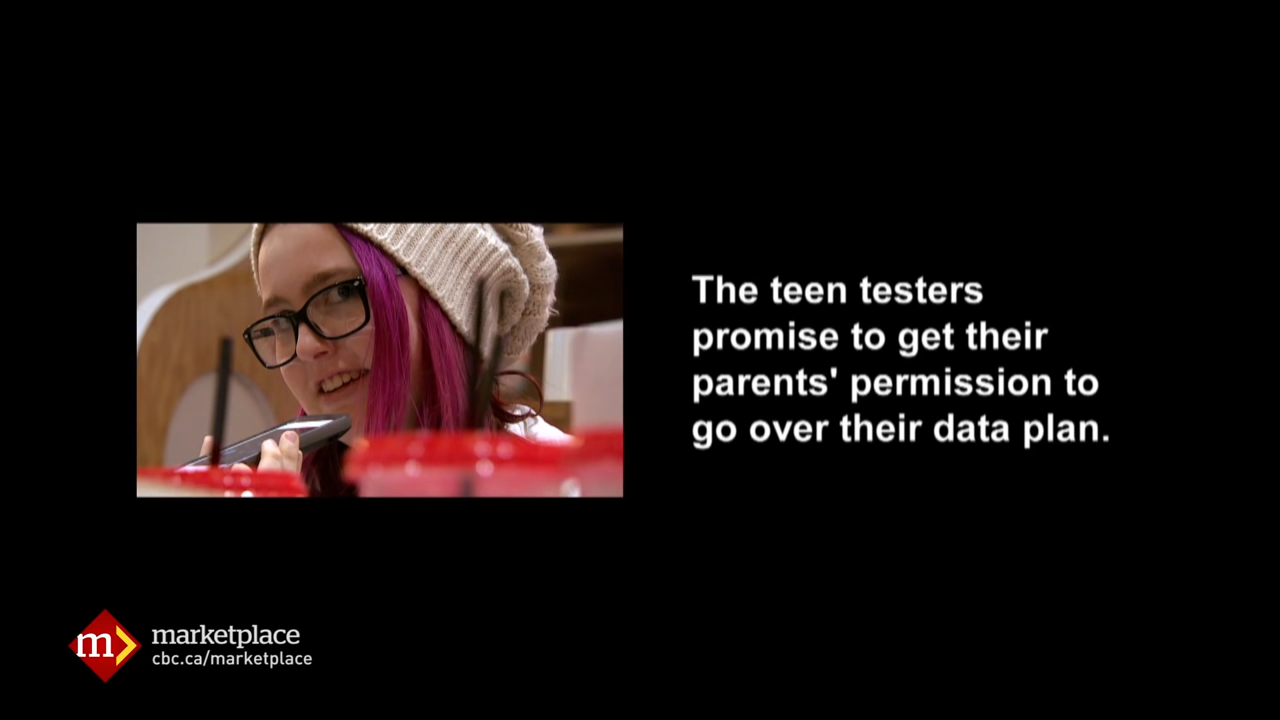 The teen testers
promise to get their
parents' permission to
go over their data plan.
m
marketplace
cbc.ca/marketplace